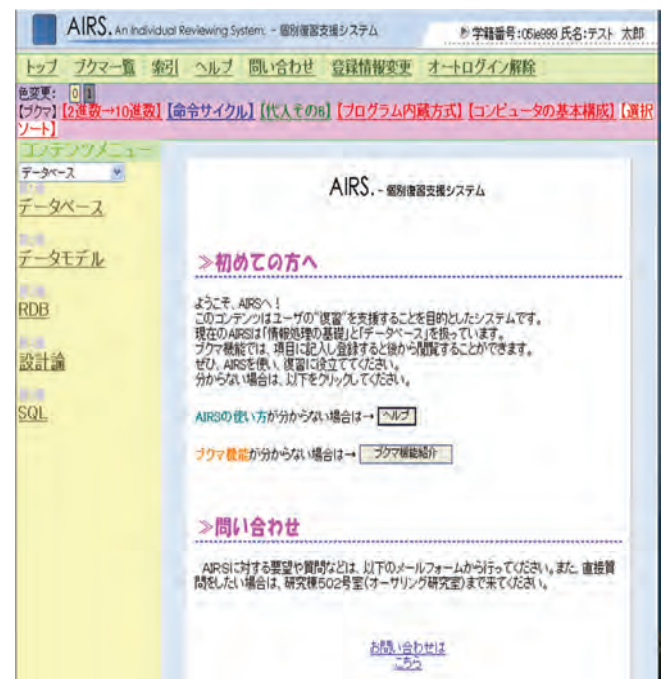 AIRS. An Individual Reviewing System. - 個別復習支援システム
学籍番号:05ie999 氏名:テスト 太郎
トップ ブクマ一覧 索引 ヘルプ 問い合わせ 登録情報変更 オートログイン解除
色変更: 0 1
【ブクマ】【2進数→10進数】【命令サイクル】【代入その6】【プログラム内蔵方式】【コンピュータの基本構成】【選択
ソート】
コンテンツメニュー
データベース
データベース
データモデル
RDB
設計論
SQL
AIRS. - 個別復習支援システム
≫初めての方へ
ようこそ、AIRSへ！
このコンテンツはユーザの"復習"を支援することを目的としたシステムです。
現在のAIRSは「情報処理の基礎」と「データベース」を扱っています。
ブクマ機能では、項目に記入し登録すると後から閲覧することができます。
ぜひ、AIRSを使い、復習に役立ててください。
分からない場合は、以下をクリックしてください。
AIRSの使い方が分からない場合は→ ヘルプ
ブクマ機能が分からない場合は→ ブクマ機能紹介
≫問い合わせ
AIRSに対する要望や質問などは、以下のメールフォームから行ってください。また、直接質
問をしたい場合は、研究棟502号室(オーサリング研究室)まで来てください。
お問い合わせは
こちら